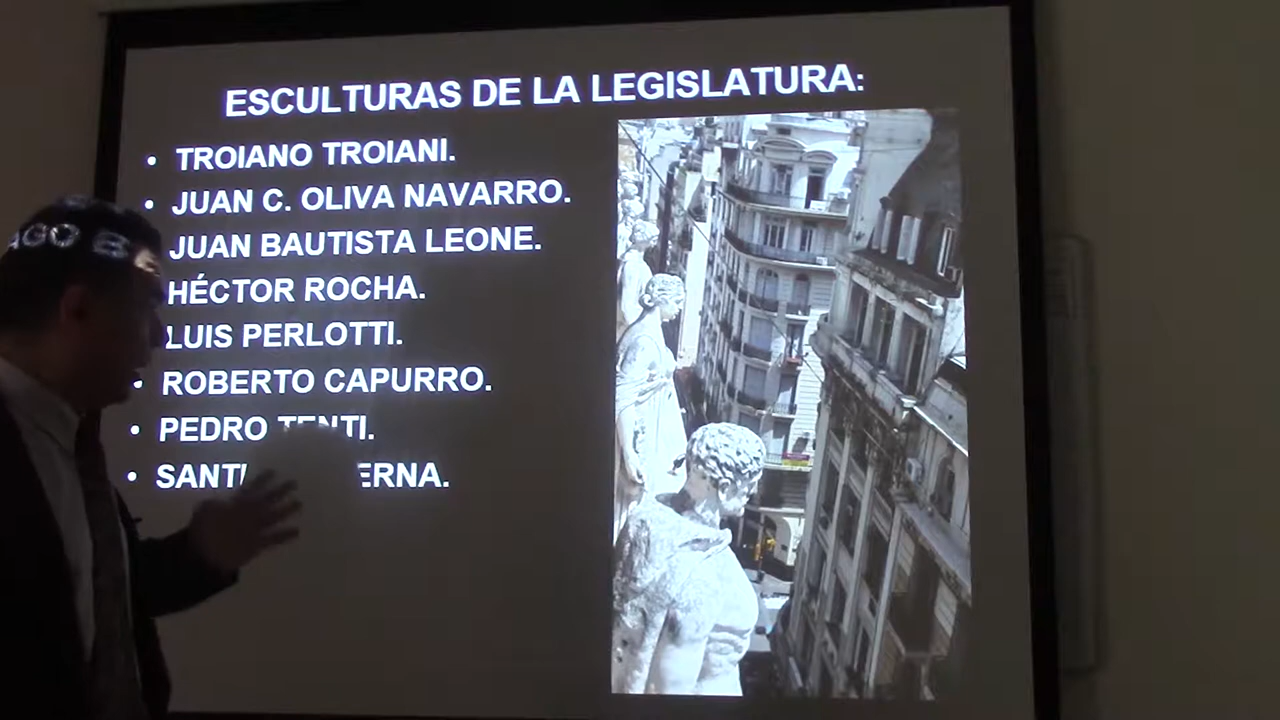 ESCULTURAS DE LA LEGISLATURA:
• TROIANO TROIANI.
• JUAN C. OLIVA NAVARRO.
JUAN BAUTISTA LEONE.
HÉCTOR ROCHA.
LUIS PERLOTTI.
• ROBERTO CAPURRO.
• PEDRO TENTI.